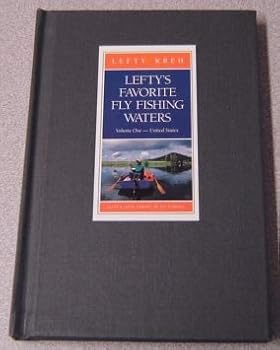 LEFTY KREH
LEFTY'S
FAVORITE
FLY FISHING
WATERS
Volume One — United States